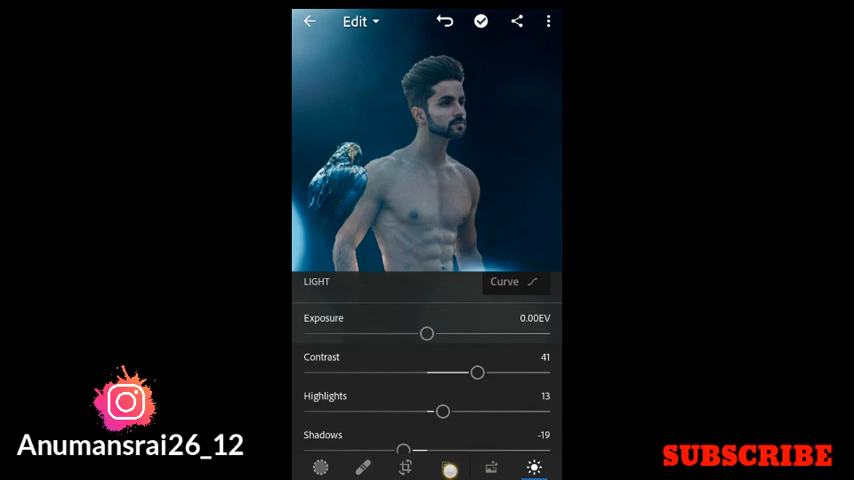 Edit
LIGHT
Curve
Exposure 0.00EV
Contrast 41
Highlights 13
Shadows -19
Anumansrai26_12
SUBSCRIBE